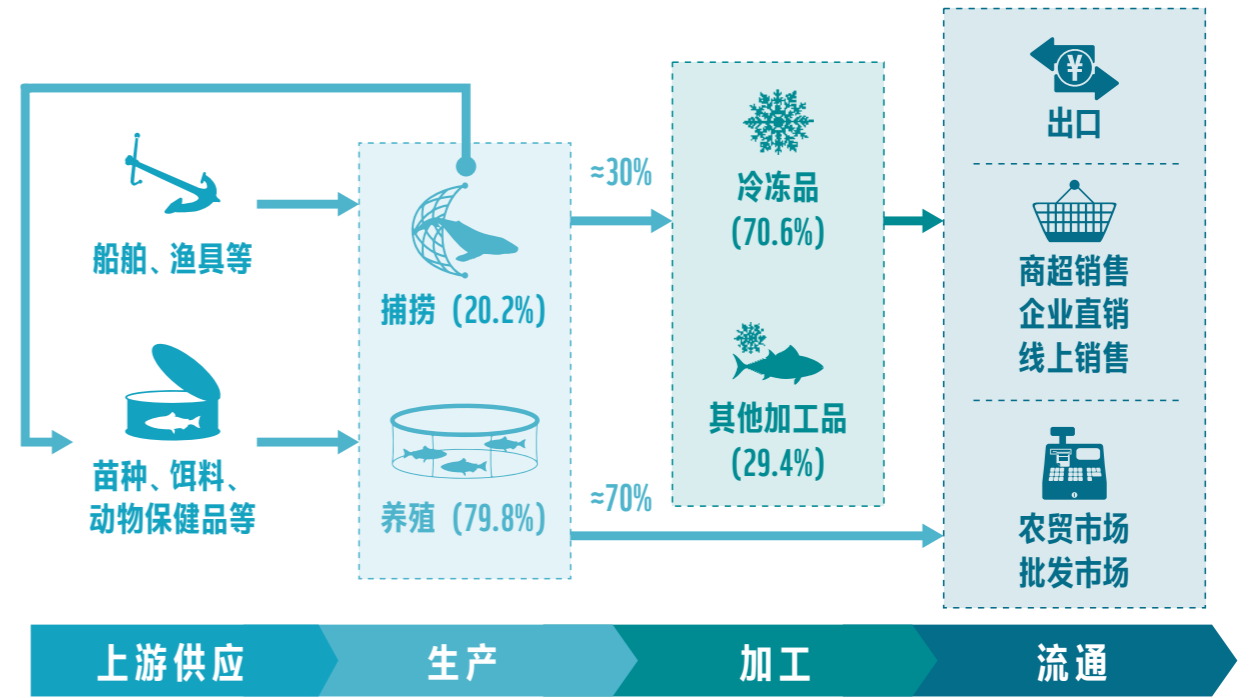 船舶、渔具等
苗种、饵料、
动物保健品等
捕捞 (20.2%)
养殖 (79.8%)
≈30%
≈70%
冷冻品
(70.6%)
其他加工品
(29.4%)
¥
出口
商超销售
企业直销
线上销售
农贸市场
批发市场
上游供应
生产
加工
流通